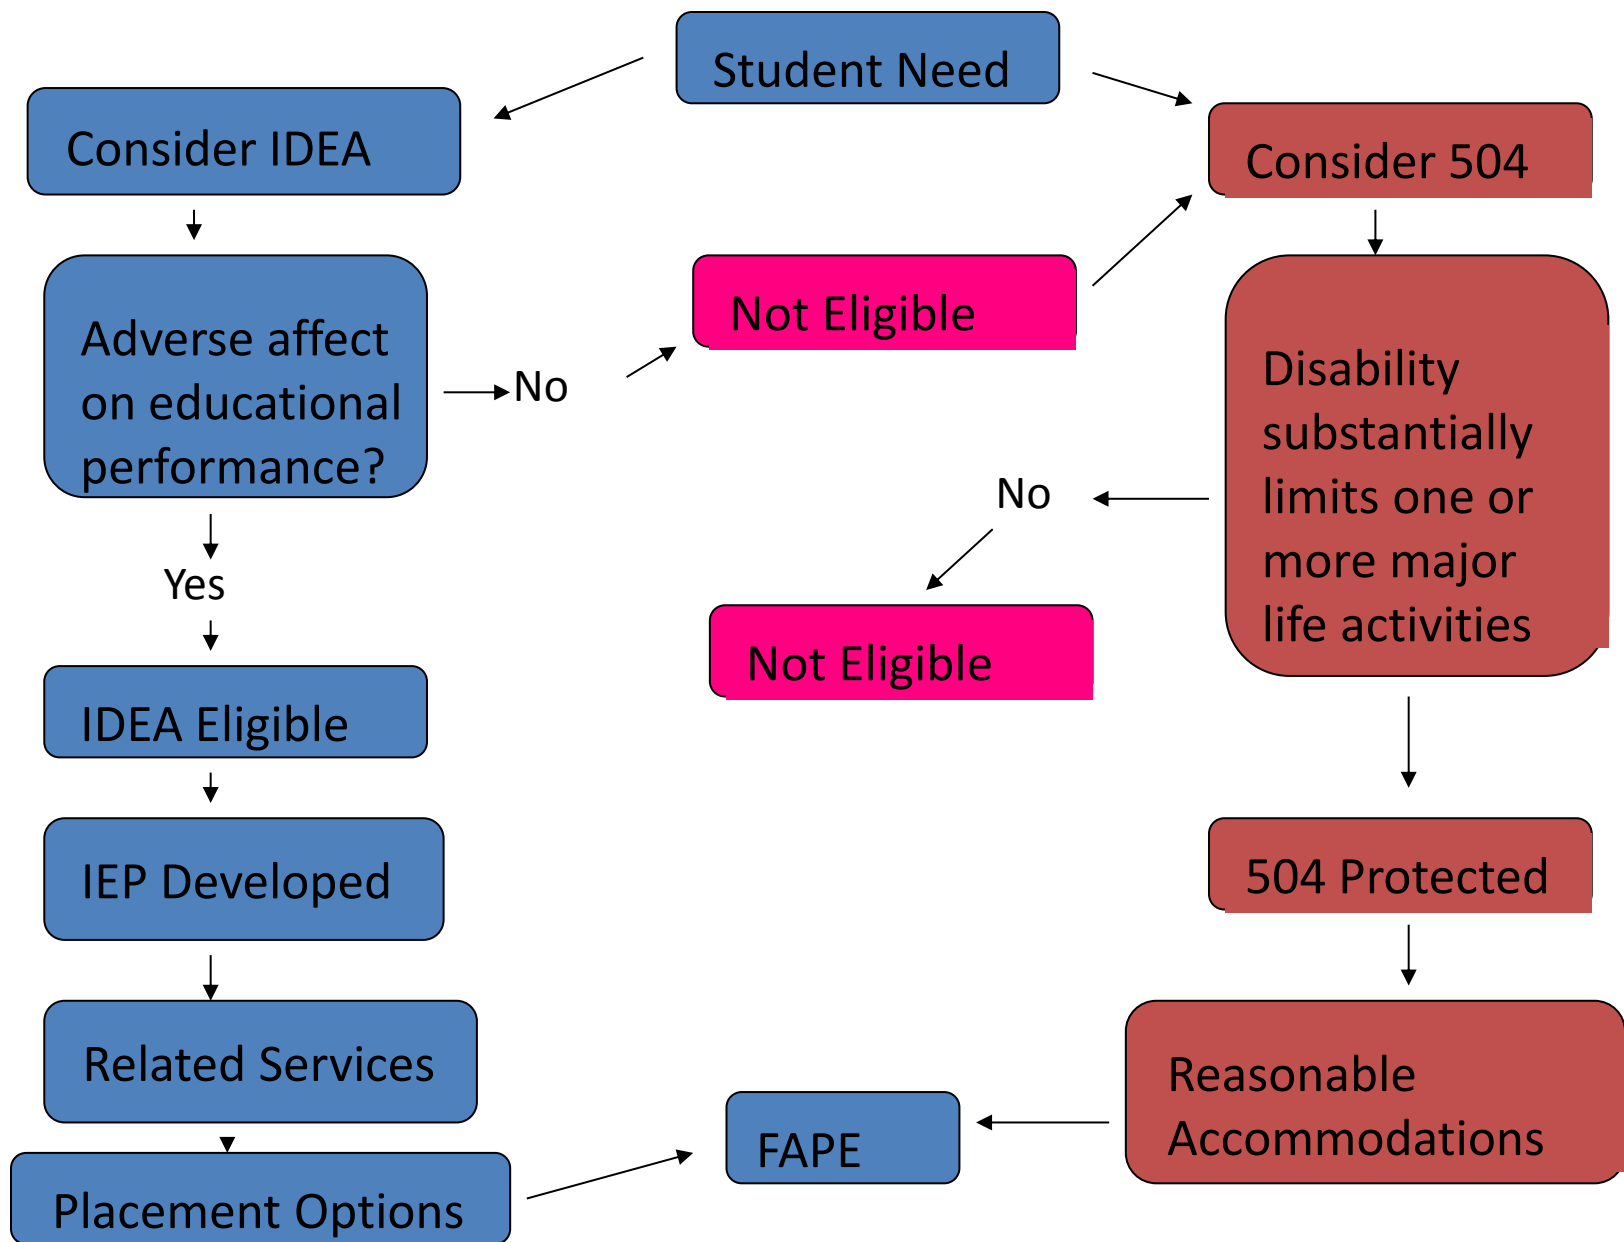 Student Need
Consider IDEA
Consider 504
Adverse affect
on educational
performance?
No
Not Eligible
Disability
substantially
limits one or
more major
life activities
No
Not Eligible
Yes
IDEA Eligible
IEP Developed
504 Protected
Related Services
Reasonable
Accommodations
FAPE
Placement Options